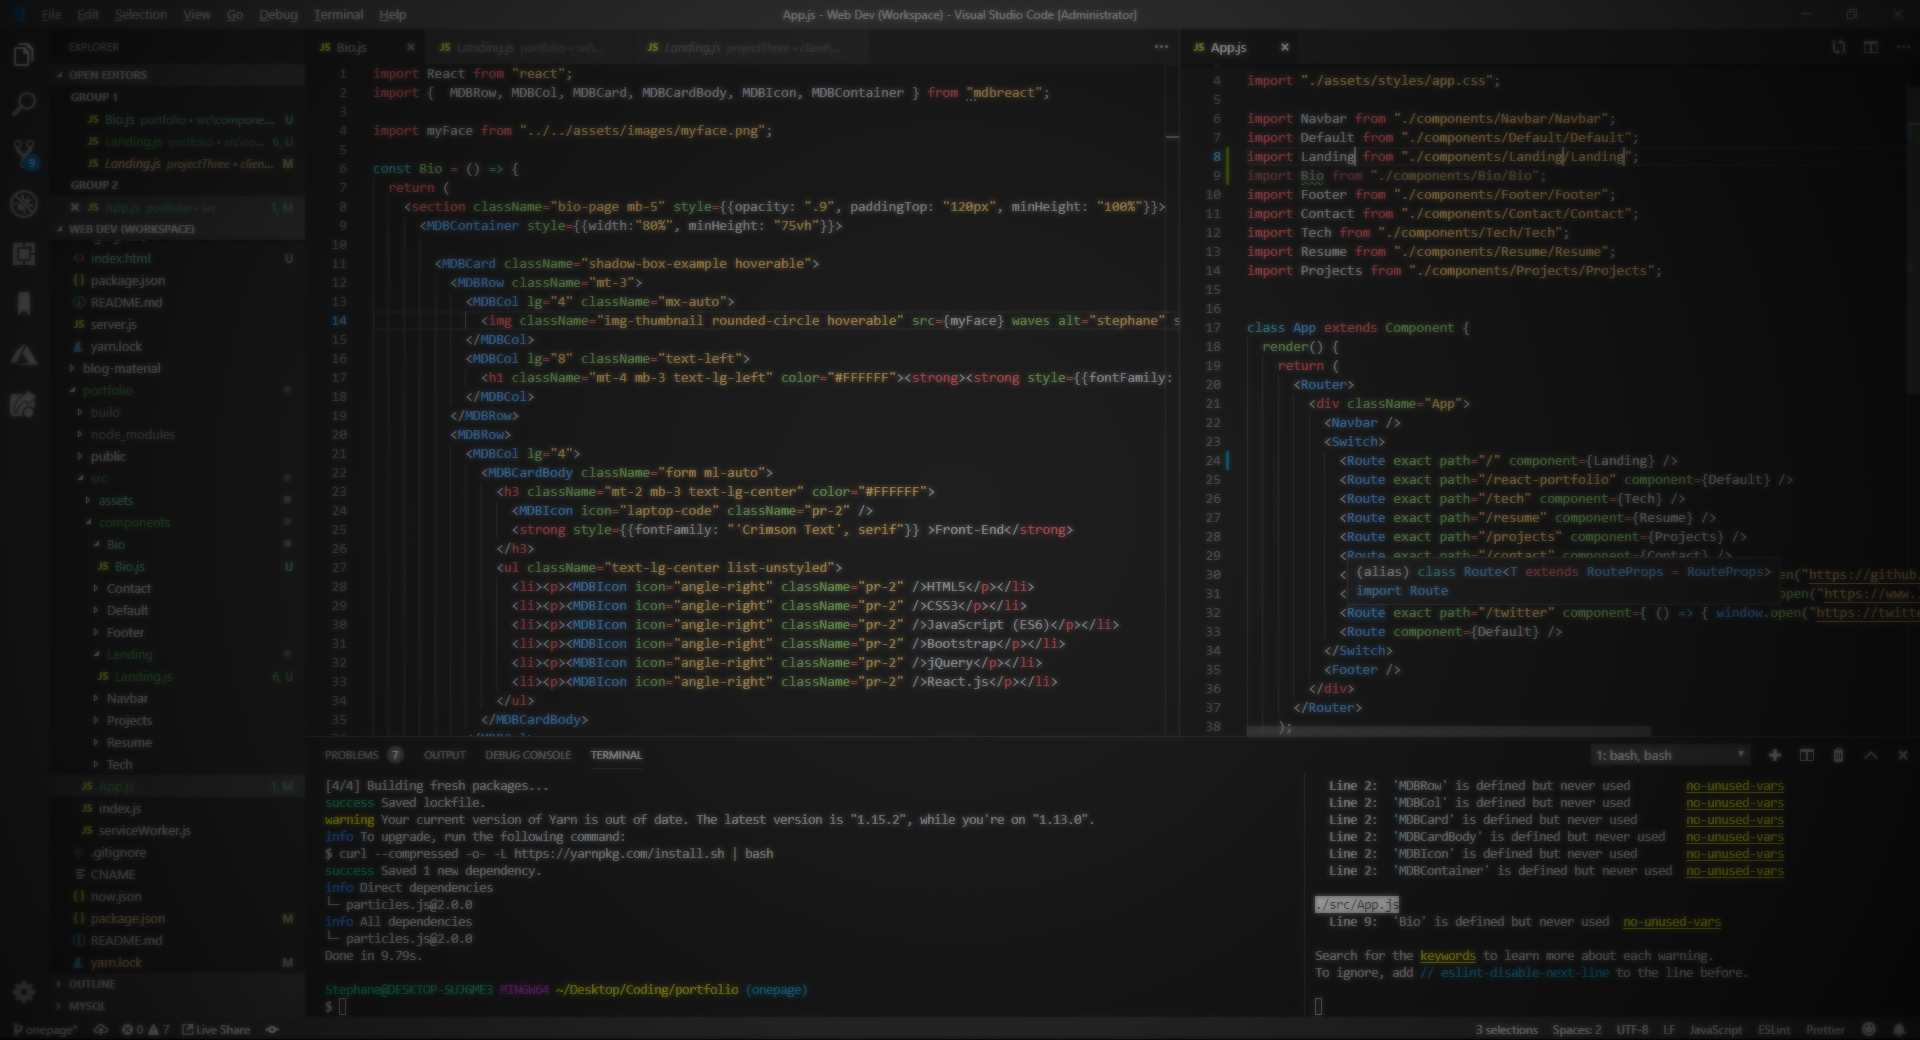 File Edit Selection View Go Debug Terminal Help
App.js - Web Dev (Workspace) - Visual Studio Code [Administrator]
EXPLORER
OPEN EDITORS
GROUP 1
JS Bio.js portfolio • src\compone... U
JS Landing.js portfolio • src\co... 6, U
JS Landing.js projectThree • clien... M
GROUP 2
JS App.js portfolio • src 1, M
WEB DEV (WORKSPACE)
index.html U
package.json
README.md
JS server.js
yarn.lock
blog-material
portfolio
build
node_modules
public
src
assets
components
Bio
JS Bio.js U
Contact
Default
Footer
Landing
JS Landing.js 6, U
Navbar
Projects
Resume
Tech
JS App.js 1, M
JS index.js
JS serviceWorker.js
.gitignore
CNAME
now.json
package.json M
README.md
yarn.lock M
OUTLINE
MYSQL
9
JS Bio.js
JS Landing.js portfolio • src\...
JS Landing.js projectThree • client\...
1 import React from "react";
2 import {  MDBRow, MDBCol, MDBCard, MDBCardBody, MDBIcon, MDBContainer } from "mdbreact";
3
4 import myFace from "../../assets/images/myface.png";
5
6 const Bio = () => {
7 return (
8 <section className="bio-page mb-5" style={{opacity: ".9", paddingTop: "120px", minHeight: "100%"}}>
9 <MDBContainer style={{width:"80%", minHeight: "75vh"}}>
10
11 <MDBCard className="shadow-box-example hoverable">
12 <MDBRow className="mt-3">
13 <MDBCol lg="4" className="mx-auto">
14 <img className="img-thumbnail rounded-circle hoverable" src={myFace} waves alt="stephane" s
15 </MDBCol>
16 <MDBCol lg="8" className="text-left">
17 <h1 className="mt-4 mb-3 text-lg-left" color="#FFFFFF"><strong><strong style={{fontFamily:
18 </MDBCol>
19 </MDBRow>
20 <MDBRow>
21 <MDBCol lg="4">
22 <MDBCardBody className="form ml-auto">
23 <h3 className="mt-2 mb-3 text-lg-center" color="#FFFFFF">
24 <MDBIcon icon="laptop-code" className="pr-2" />
25 <strong style={{fontFamily: "'Crimson Text', serif"}} >Front-End</strong>
26 </h3>
27 <ul className="text-lg-center list-unstyled">
28 <li><p><MDBIcon icon="angle-right" className="pr-2" />HTML5</p></li>
29 <li><p><MDBIcon icon="angle-right" className="pr-2" />CSS3</p></li>
30 <li><p><MDBIcon icon="angle-right" className="pr-2" />JavaScript (ES6)</p></li>
31 <li><p><MDBIcon icon="angle-right" className="pr-2" />Bootstrap</p></li>
32 <li><p><MDBIcon icon="angle-right" className="pr-2" />jQuery</p></li>
33 <li><p><MDBIcon icon="angle-right" className="pr-2" />React.js</p></li>
34 </ul>
35 </MDBCardBody>
JS App.js
4 import "./assets/styles/app.css";
5
6 import Navbar from "./components/Navbar/Navbar";
7 import Default from "./components/Default/Default";
8 import Landing from "./components/Landing/Landing";
9 import Bio from "./components/Bio/Bio";
10 import Footer from "./components/Footer/Footer";
11 import Contact from "./components/Contact/Contact";
12 import Tech from "./components/Tech/Tech";
13 import Resume from "./components/Resume/Resume";
14 import Projects from "./components/Projects/Projects";
15
16
17 class App extends Component {
18 render() {
19 return (
20 <Router>
21 <div className="App">
22 <Navbar />
23 <Switch>
24 <Route exact path="/" component={Landing} />
25 <Route exact path="/react-portfolio" component={Default} />
26 <Route exact path="/tech" component={Tech} />
27 <Route exact path="/resume" component={Resume} />
28 <Route exact path="/projects" component={Projects} />
29 <Route exact path="/contact" component={Contact} />
(alias) class Route<T extends RouteProps = RouteProps>
import Route
30 < en("https://github.
31 < open("https://www.
32 <Route exact path="/twitter" component={ () => { window.open("https://twitte
33 <Route component={Default} />
34 </Switch>
35 <Footer />
36 </div>
37 </Router>
38 );
PROBLEMS 7 OUTPUT DEBUG CONSOLE TERMINAL
1: bash, bash
[4/4] Building fresh packages...
success Saved lockfile.
warning Your current version of Yarn is out of date. The latest version is "1.15.2", while you're on "1.13.0".
info To upgrade, run the following command:
$ curl --compressed -o- -L https://yarnpkg.com/install.sh | bash
success Saved 1 new dependency.
info Direct dependencies
└─ particles.js@2.0.0
info All dependencies
└─ particles.js@2.0.0
Done in 9.79s.
Stephane@DESKTOP-SUJGME3 MINGW64 ~/Desktop/Coding/portfolio (onepage)
$
Line 2:  'MDBRow' is defined but never used no-unused-vars
Line 2:  'MDBCol' is defined but never used no-unused-vars
Line 2:  'MDBCard' is defined but never used no-unused-vars
Line 2:  'MDBCardBody' is defined but never used no-unused-vars
Line 2:  'MDBIcon' is defined but never used no-unused-vars
Line 2:  'MDBContainer' is defined but never used no-unused-vars
./src/App.js
Line 9:  'Bio' is defined but never used no-unused-vars
Search for the keywords to learn more about each warning.
To ignore, add // eslint-disable-next-line to the line before.
onepage* 0 7 Live Share
3 selections Spaces: 2 UTF-8 LF JavaScript ESLint Prettier